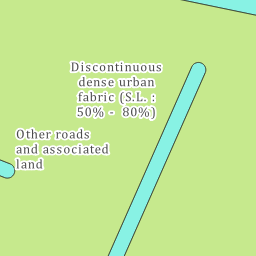 Discontinuous
dense urban
fabric (S.L. :
50% -  80%)
Other roads
and associated
land